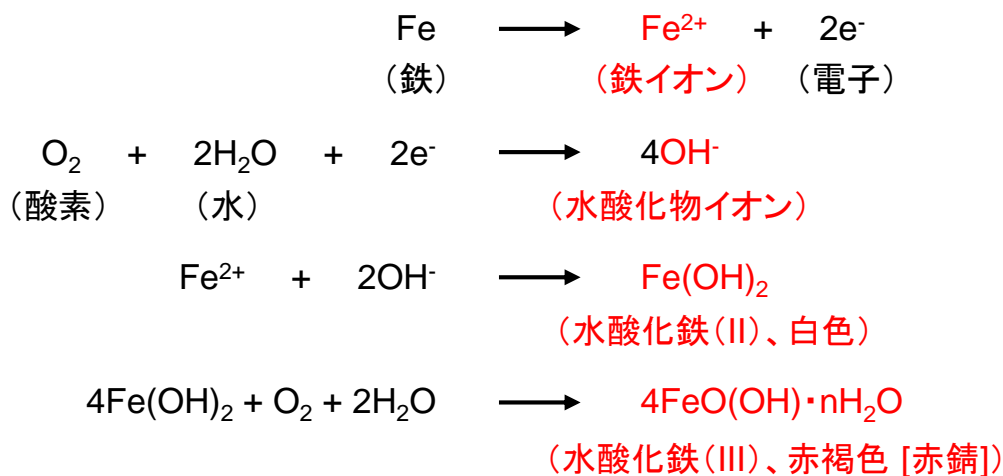 Fe ⟶ Fe²⁺ + 2e⁻
（鉄） （鉄イオン） （電子）
O₂ + 2H₂O + 2e⁻ ⟶ 4OH⁻
（酸素） （水） （水酸化物イオン）
Fe²⁺ + 2OH⁻ ⟶ Fe(OH)₂
（水酸化鉄（II）、白色）
4Fe(OH)₂ + O₂ + 2H₂O ⟶ 4FeO(OH)・nH₂O
（水酸化鉄（III）、赤褐色 [赤錆]）